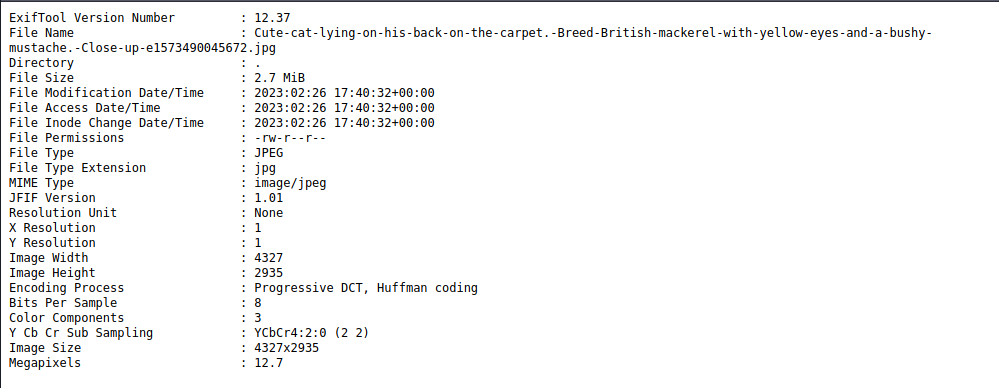 ExifTool Version Number         : 12.37
File Name                       : Cute-cat-lying-on-his-back-on-the-carpet.-Breed-British-mackerel-with-yellow-eyes-and-a-bushy-
mustache.-Close-up-e1573490045672.jpg
Directory                       : .
File Size                       : 2.7 MiB
File Modification Date/Time     : 2023:02:26 17:40:32+00:00
File Access Date/Time           : 2023:02:26 17:40:32+00:00
File Inode Change Date/Time     : 2023:02:26 17:40:32+00:00
File Permissions                : -rw-r--r--
File Type                       : JPEG
File Type Extension             : jpg
MIME Type                       : image/jpeg
JFIF Version                    : 1.01
Resolution Unit                 : None
X Resolution                    : 1
Y Resolution                    : 1
Image Width                     : 4327
Image Height                    : 2935
Encoding Process                : Progressive DCT, Huffman coding
Bits Per Sample                 : 8
Color Components                : 3
Y Cb Cr Sub Sampling            : YCbCr4:2:0 (2 2)
Image Size                      : 4327x2935
Megapixels                      : 12.7